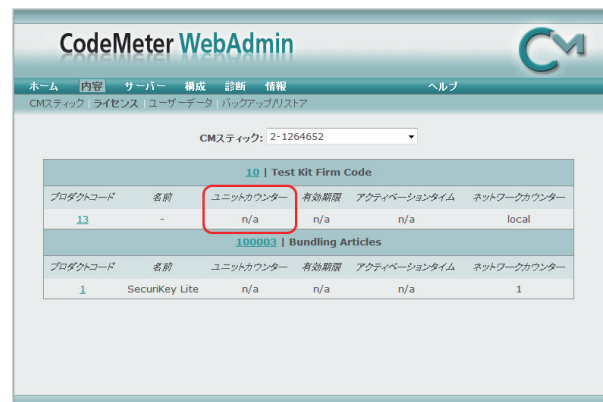 CodeMeter WebAdmin
CM
ホーム 内容 サーバー 構成 診断 情報 ヘルプ
CMスティック | ライセンス | ユーザーデータ | バックアップ/リストア
CMスティック: 2-1264652
10 | Test Kit Firm Code
プロダクトコード 名前 ユニットカウンター 有効期限 アクティベーションタイム ネットワークカウンター
13 - n/a n/a n/a local
100003 | Bundling Articles
プロダクトコード 名前 ユニットカウンター 有効期限 アクティベーションタイム ネットワークカウンター
1 SecuriKey Lite n/a n/a n/a 1